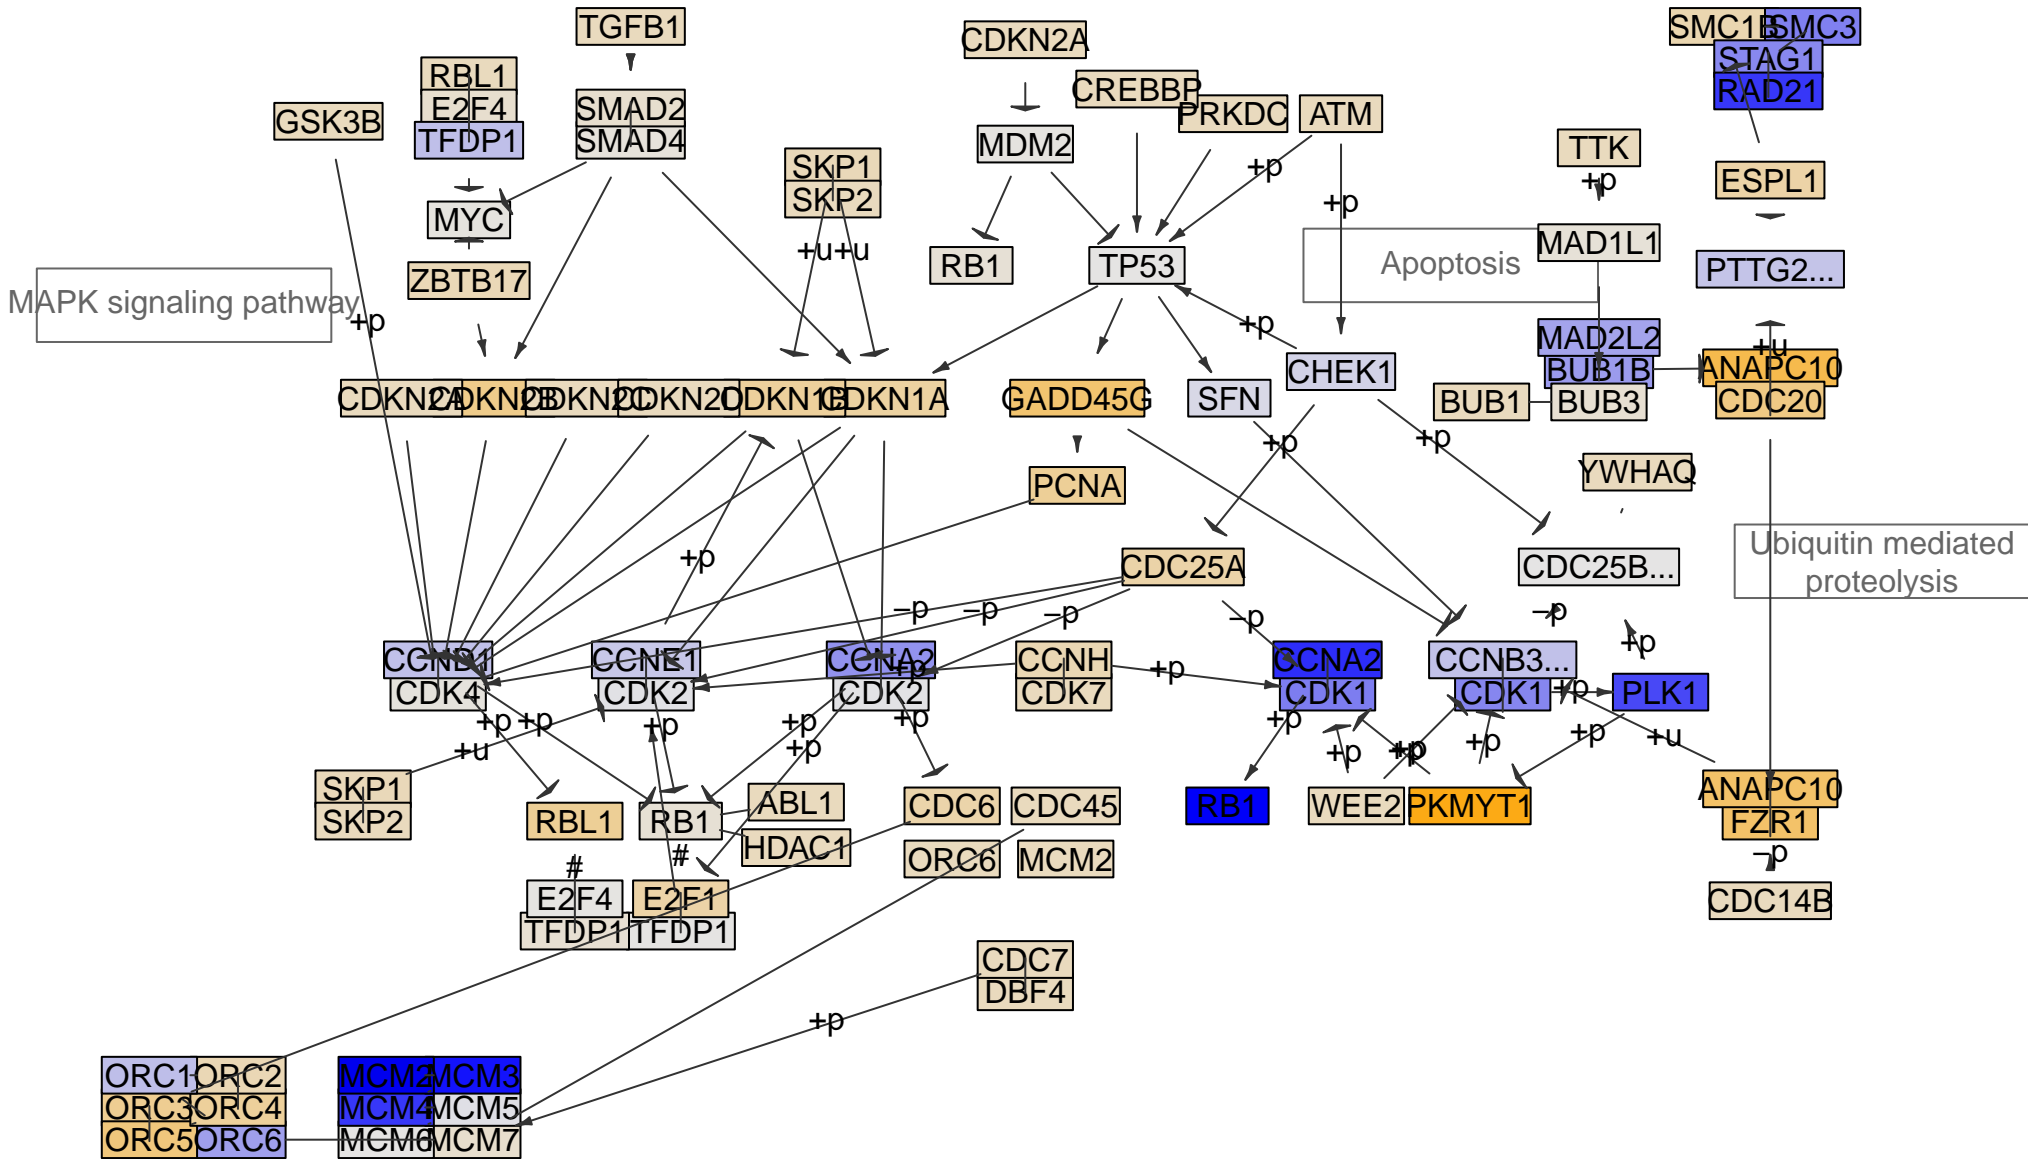 TGFB1
CDKN2A
SMC1B
SMC3
STAG1
RAD21
RBL1
E2F4
TFDP1
GSK3B
SMAD2
SMAD4
CREBBP
PRKDC
ATM
MDM2
TTK
+p
ESPL1
SKP1
SKP2
+p
+p
MYC
+u
+u
RB1
TP53
MAD1L1
PTTG2...
Apoptosis
ZBTB17
MAPK signaling pathway
+p
+p
MAD2L2
BUB1B
BUB3
BUB1
+u
ANAPC10
CDC20
CHEK1
CDKN2A
CDKN2B
CDKN2C
CDKN2D
CDKN1B
CDKN1A
GADD45G
SFN
+p
+p
PCNA
YWHAQ
Ubiquitin mediated
proteolysis
+p
CDC25A
CDC25B...
−p
−p
−p
−p
−p
+p
CCND1
CDK4
CCNE1
CDK2
CCNA2
CDK2
+p
CCNH
CDK7
+p
CCNA2
CDK1
CCNB3...
CDK1
+p
PLK1
+p
+p
+u
+p
+p
+p
+p
+p
+p
+p
+p
+p
+p
+u
SKP1
SKP2
RBL1
RB1
ABL1
HDAC1
CDC6
CDC45
ORC6
MCM2
RB1
WEE2
PKMYT1
ANAPC10
FZR1
−p
CDC14B
#
#
E2F4
TFDP1
E2F1
TFDP1
CDC7
DBF4
+p
ORC1
ORC2
ORC3
ORC4
ORC5
ORC6
MCM2
MCM3
MCM4
MCM5
MCM6
MCM7